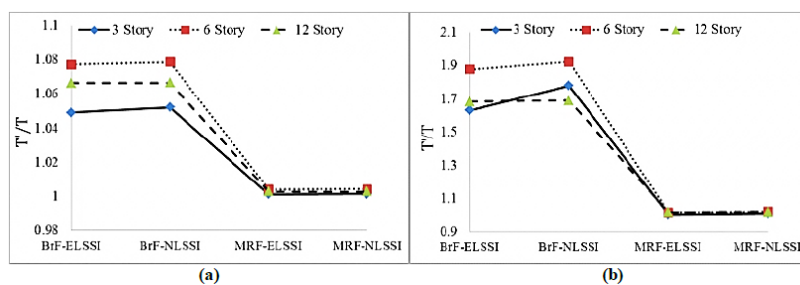 3 Story 6 Story 12 Story
1.1
1.08
1.06
1.04
1.02
1
0.98
T'/T
BrF-ELSSI BrF-NLSSI MRF-ELSSI MRF-NLSSI
(a)
3 Story 6 Story 12 Story
2.1
1.9
1.7
1.5
1.3
1.1
0.9
T'/T
BrF-ELSSI BrF-NLSSI MRF-ELSSI MRF-NLSSI
(b)